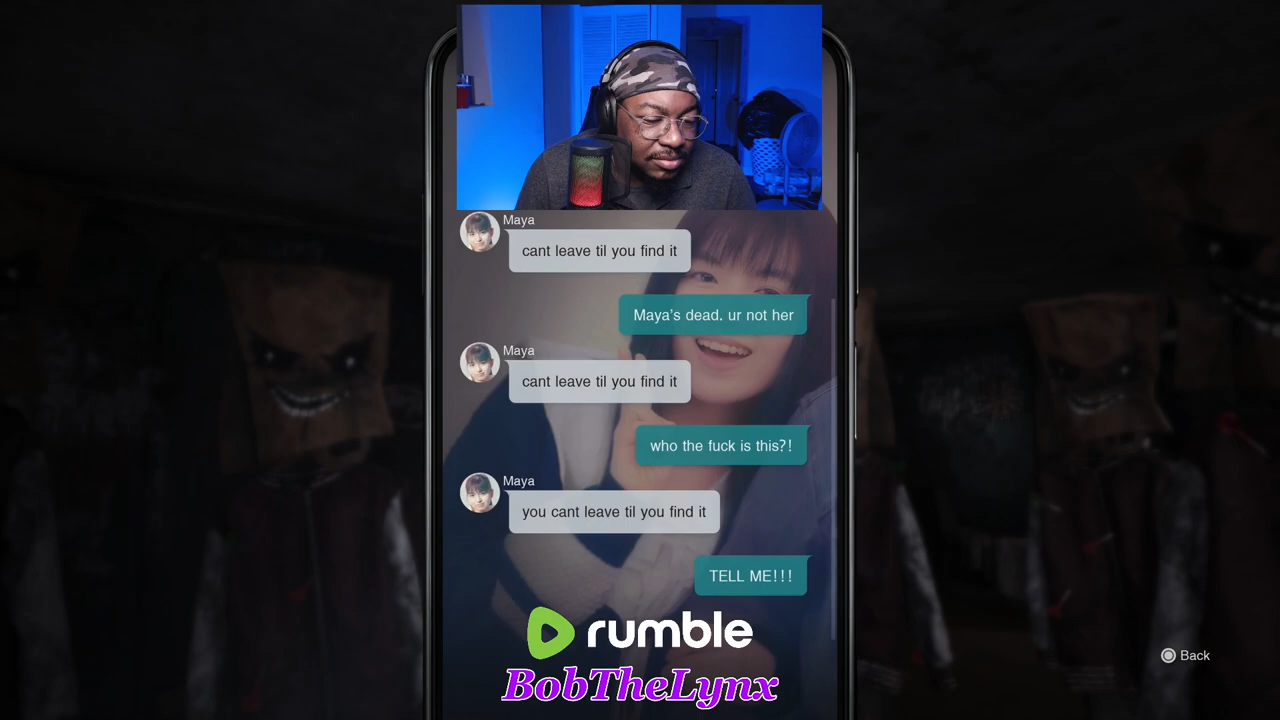 Maya
cant leave til you find it
Maya's dead. ur not her
Maya
cant leave til you find it
who the fuck is this?!
Maya
you cant leave til you find it
TELL ME!!!
rumble
BobTheLynx
Back